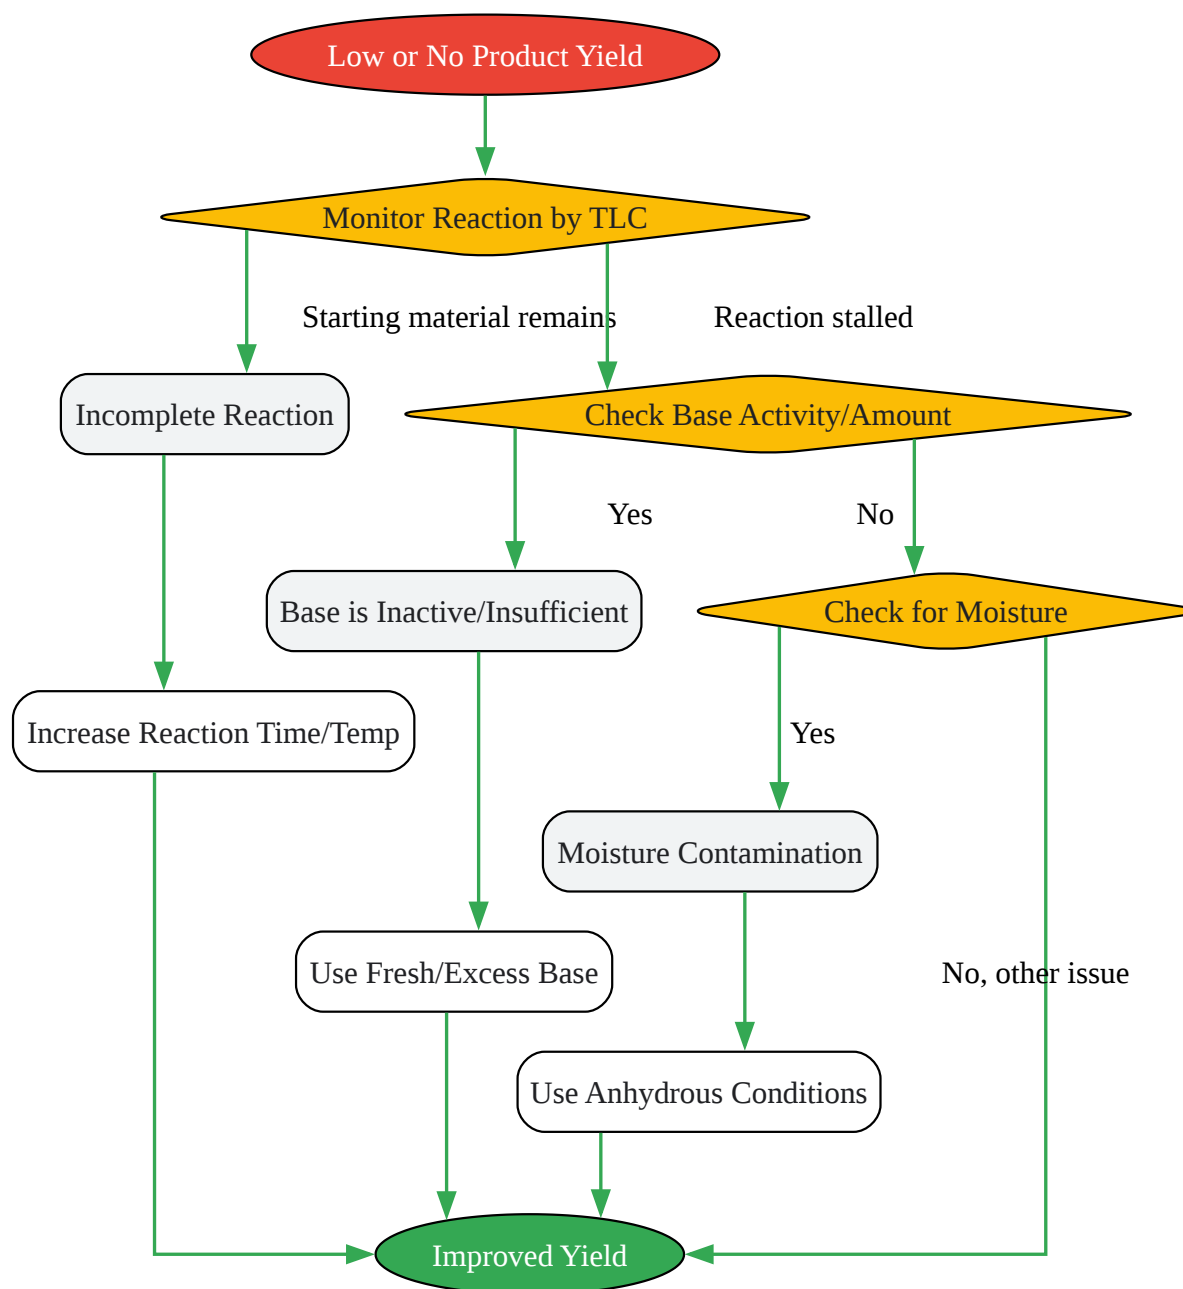 Low or No Product Yield
Monitor Reaction by TLC
Starting material remains
Reaction stalled
Incomplete Reaction
Check Base Activity/Amount
Yes
No
Base is Inactive/Insufficient
Check for Moisture
Increase Reaction Time/Temp
Yes
Moisture Contamination
Use Fresh/Excess Base
No, other issue
Use Anhydrous Conditions
Improved Yield